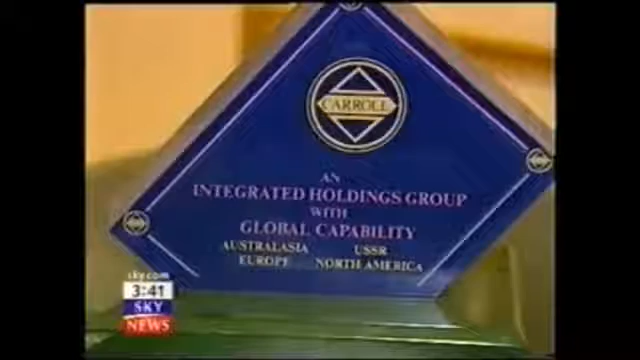 CARROLL
AN
INTEGRATED HOLDINGS GROUP
WITH
GLOBAL CAPABILITY
AUSTRALASIA USSR
EUROPE NORTH AMERICA
sky.com
3:41
SKY
NEWS